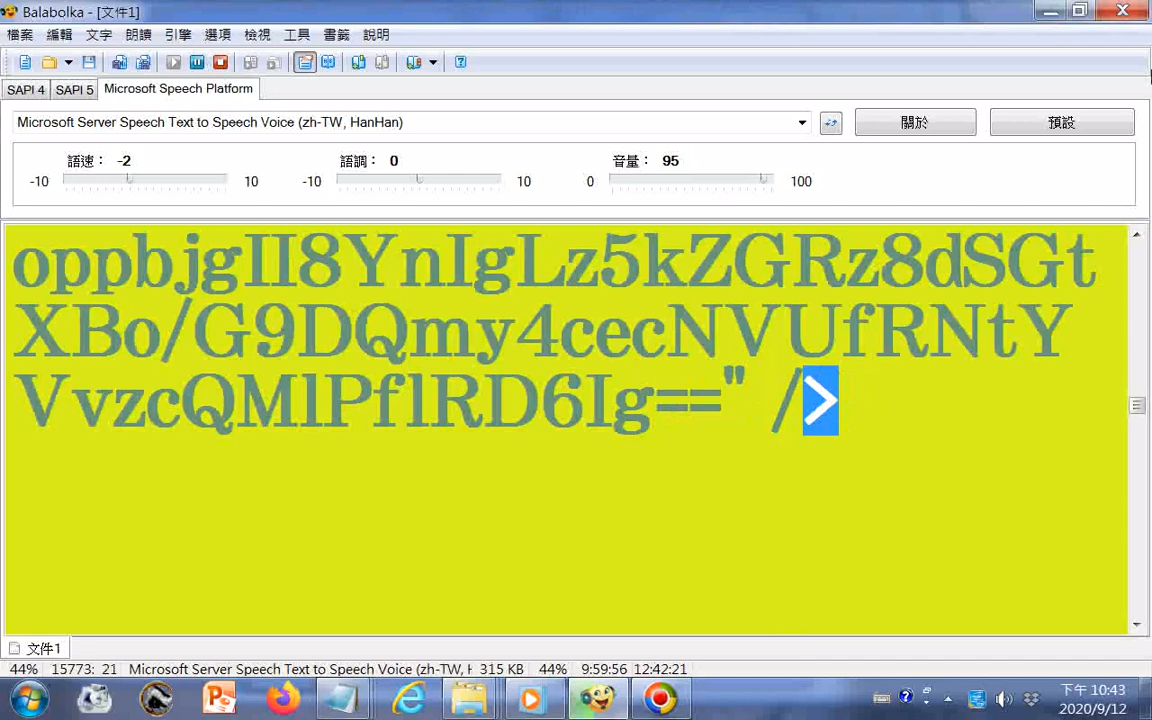 Balabolka - [文件1]
檔案 編輯 文字 朗讀 引擎 選項 檢視 工具 書籤 說明
SAPI 4 SAPI 5 Microsoft Speech Platform
Microsoft Server Speech Text to Speech Voice (zh-TW, HanHan) 關於 預設
語速： -2 語調： 0 音量： 95
-10 10 -10 10 0 100
oppbjgII8YnIgLz5kZGRz8dSGt
XBo/G9DQmy4cecNVUfRNtY
VvzcQMlPflRD6Ig==" />
文件1
44% 15773: 21 Microsoft Server Speech Text to Speech Voice (zh-TW, H 315 KB 44% 9:59:56 12:42:21
下午 10:43
2020/9/12